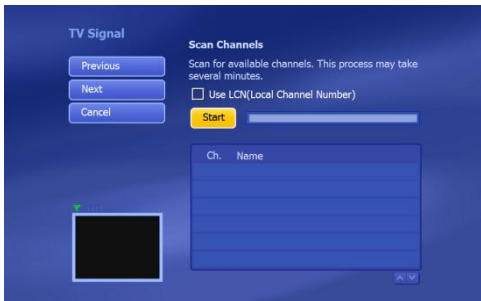 TV Signal
Previous
Next
Cancel
Scan Channels
Scan for available channels. This process may take
several minutes.
Use LCN(Local Channel Number)
Start
Ch. Name